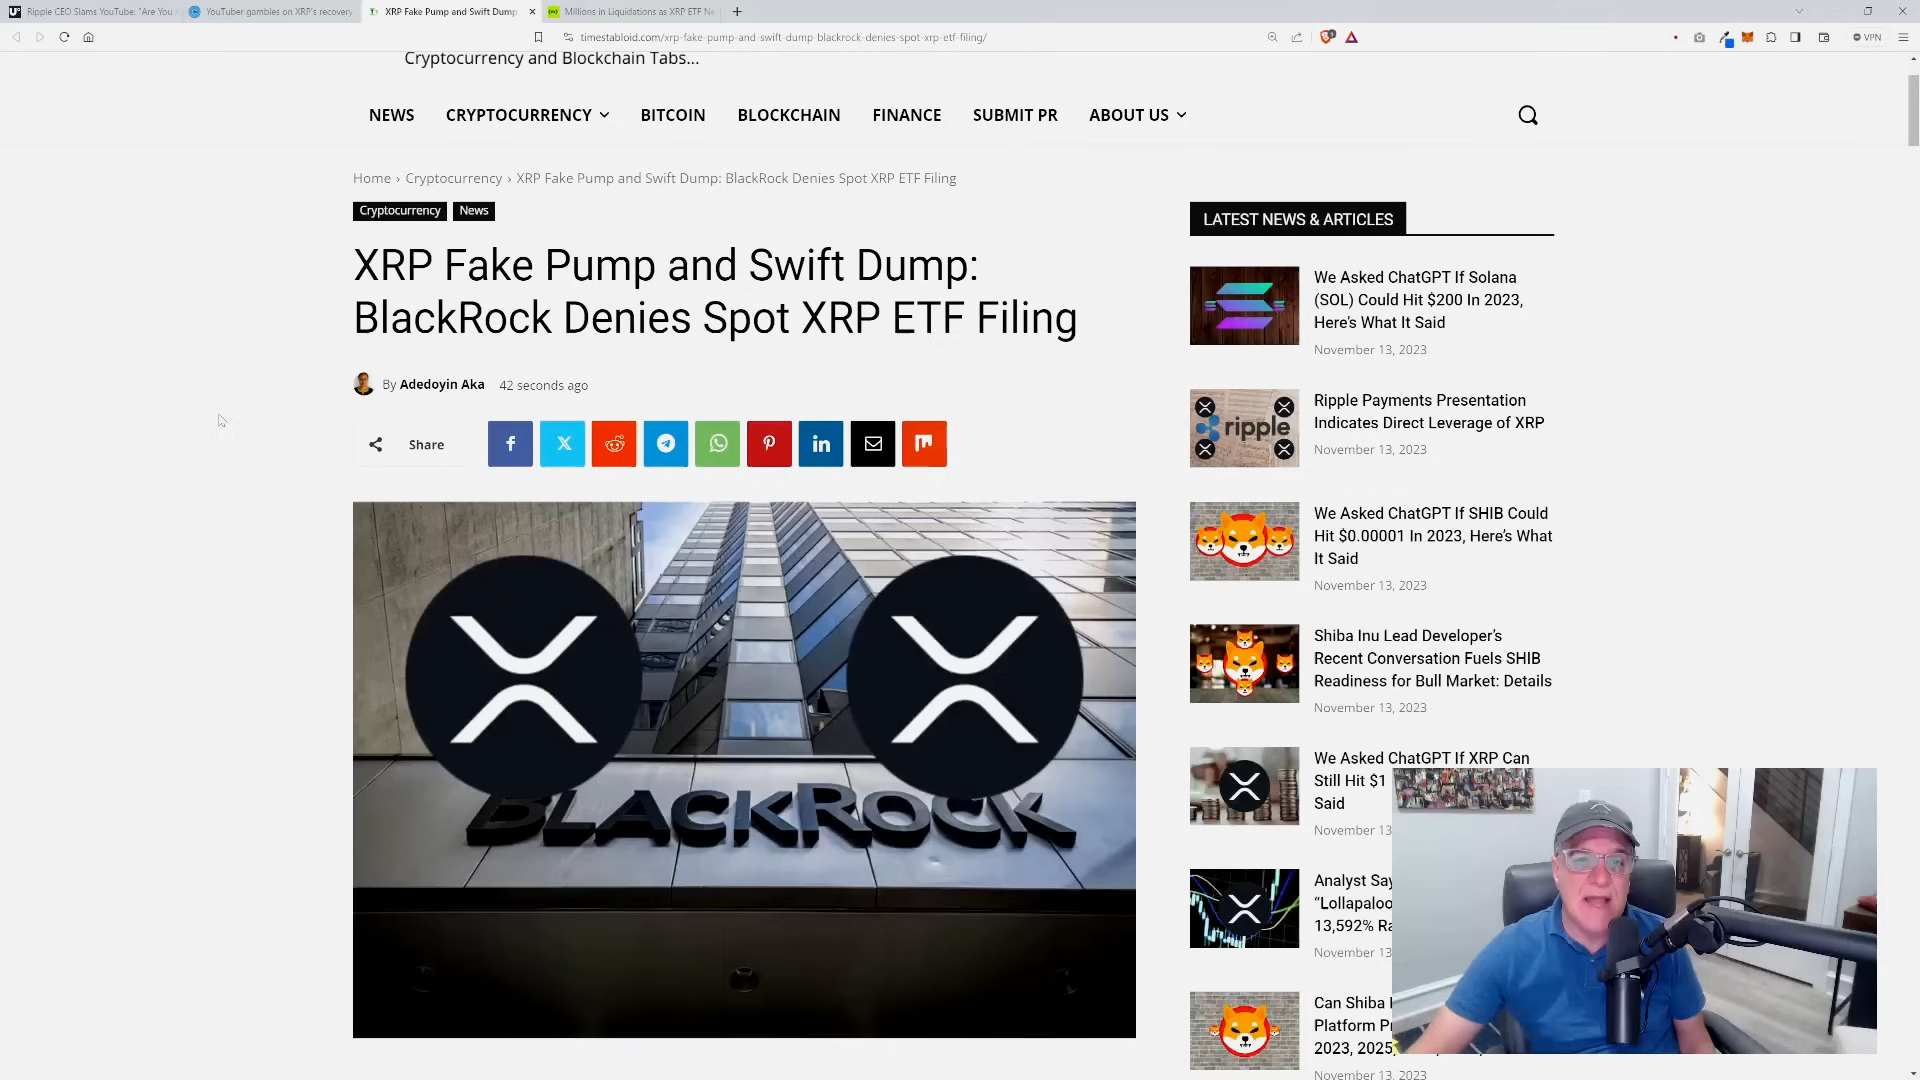 Ripple CEO Slams YouTube: "Are You
YouTuber gambles on XRP's recovery
XRP Fake Pump and Swift Dump
Millions in Liquidations as XRP ETF Ne
timestabloid.com/xrp-fake-pump-and-swift-dump-blackrock-denies-spot-xrp-etf-filing/
VPN
Cryptocurrency and Blockchain Tabs...
NEWS
CRYPTOCURRENCY
BITCOIN
BLOCKCHAIN
FINANCE
SUBMIT PR
ABOUT US
Home › Cryptocurrency › XRP Fake Pump and Swift Dump: BlackRock Denies Spot XRP ETF Filing
Cryptocurrency
News
XRP Fake Pump and Swift Dump:
BlackRock Denies Spot XRP ETF Filing
By Adedoyin Aka 42 seconds ago
Share
BLACKROCK
LATEST NEWS & ARTICLES
We Asked ChatGPT If Solana
(SOL) Could Hit $200 In 2023,
Here's What It Said
November 13, 2023
ripple
Ripple Payments Presentation
Indicates Direct Leverage of XRP
November 13, 2023
We Asked ChatGPT If SHIB Could
Hit $0.00001 In 2023, Here's What
It Said
November 13, 2023
Shiba Inu Lead Developer's
Recent Conversation Fuels SHIB
Readiness for Bull Market: Details
November 13, 2023
We Asked ChatGPT If XRP Can
Still Hit $1
Said
November 13
Analyst Say
"Lollapaloo
13,592% Ra
November 13
Can Shiba
Platform Pr
2023, 2025,
November 13, 2023